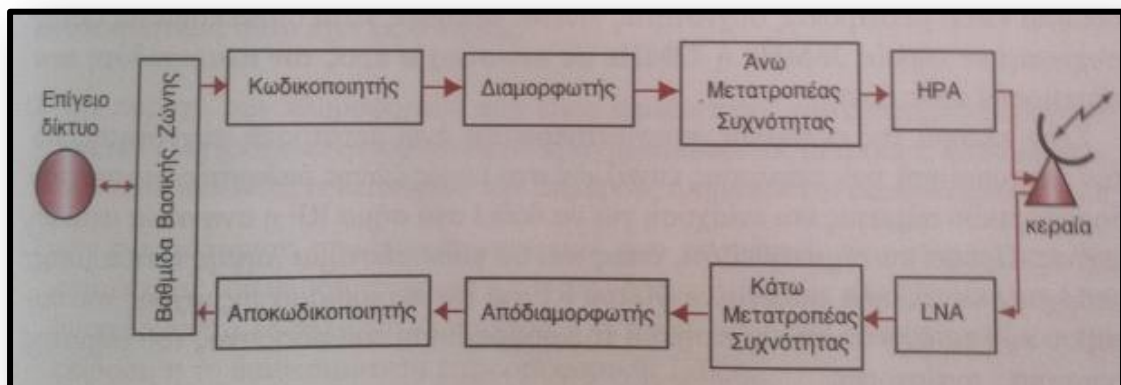 Επίγειο
δίκτυο
Βαθμίδα Βασικής Ζώνης
Κωδικοποιητής
Διαμορφωτής
Άνω
Μετατροπέας
Συχνότητας
HPA
κεραία
Αποκωδικοποιητής
Απόδιαμορφωτής
Κάτω
Μετατροπέας
Συχνότητας
LNA